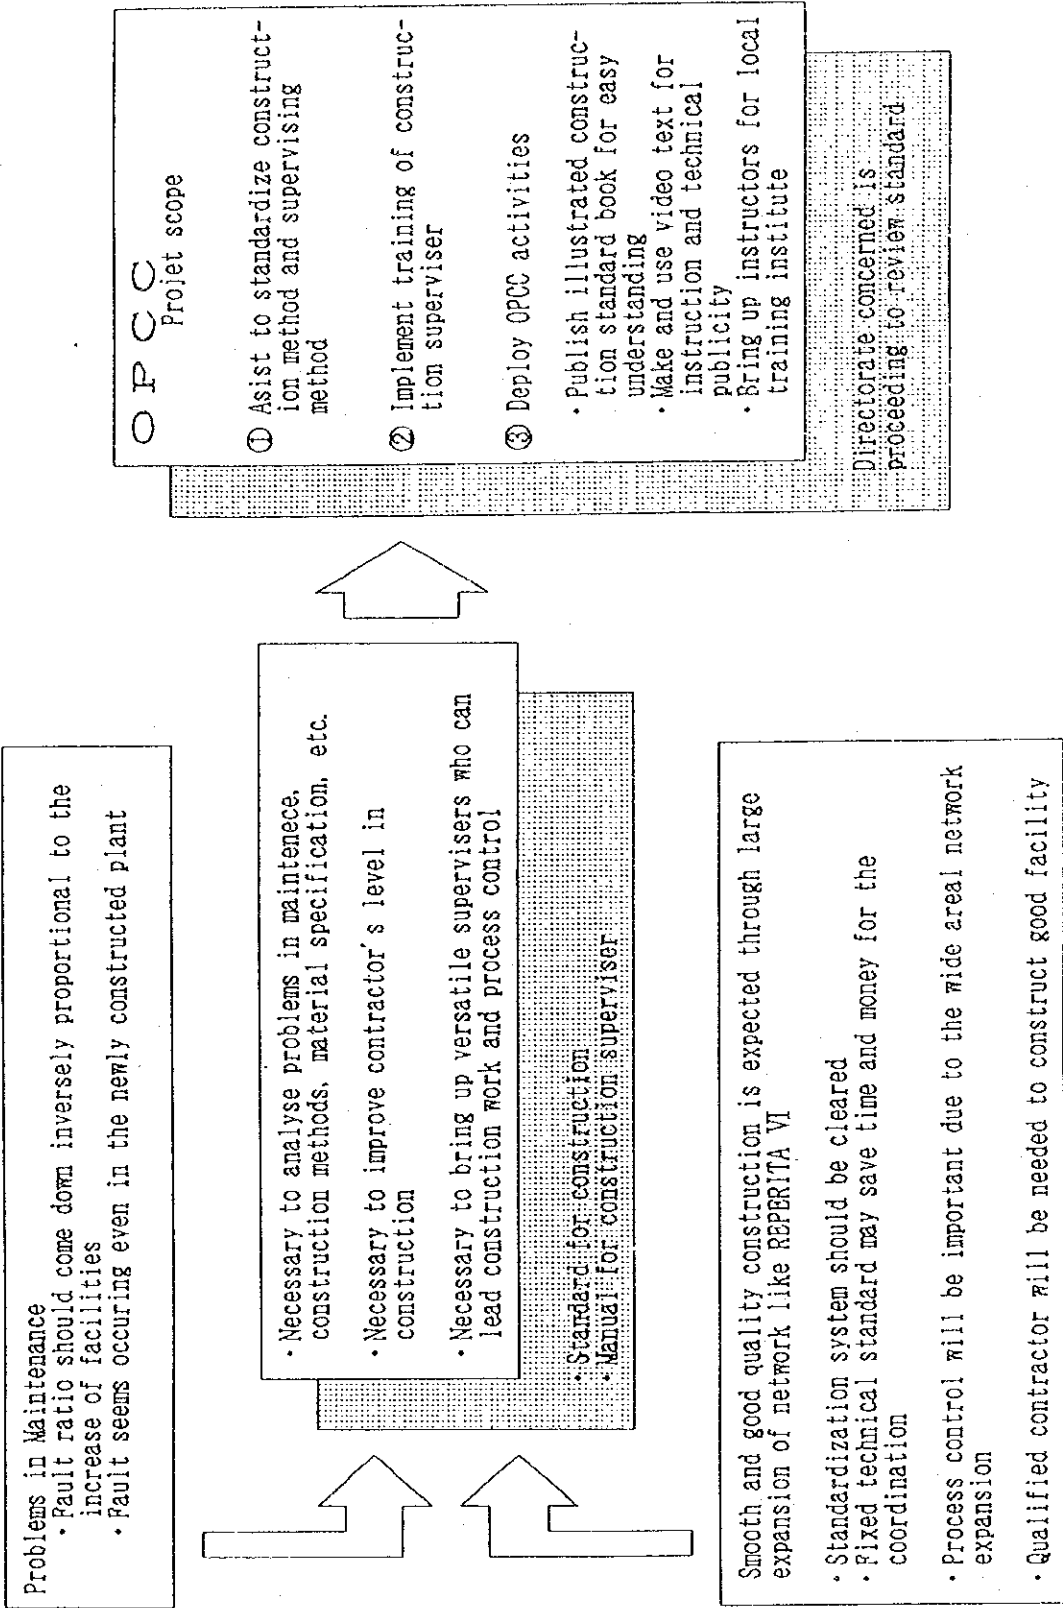 Problems in Maintenance
・Fault ratio should come down inversely proportional to the
increase of facilities
・Fault seems occuring even in the newly constructed plant
・Necessary to analyse problems in maintenece,
construction methods, material specification, etc.
・Necessary to improve contractor's level in
construction
・Necessary to bring up versatile supervisers who can
lead construction work and process control
・Standard for construction
・Manual for construction superviser
Smooth and good quality construction is expected through large
expansion of network like REPERITA VI
・Standardization system should be cleared
・Fixed technical standard may save time and money for the
coordination
・Process control will be important due to the wide areal network
expansion
・Qualified contractor will be needed to construct good facility
OPCC
Projet scope
① Asist to standardize construct-
ion method and supervising
method
② Implement training of construc-
tion superviser
③ Deploy OPCC activities
・Publish illustrated construc-
tion standard book for easy
understanding
・Make and use video text for
instruction and technical
publicity
・Bring up instructors for local
training institute
Directorate concerned is
proceeding to review standard